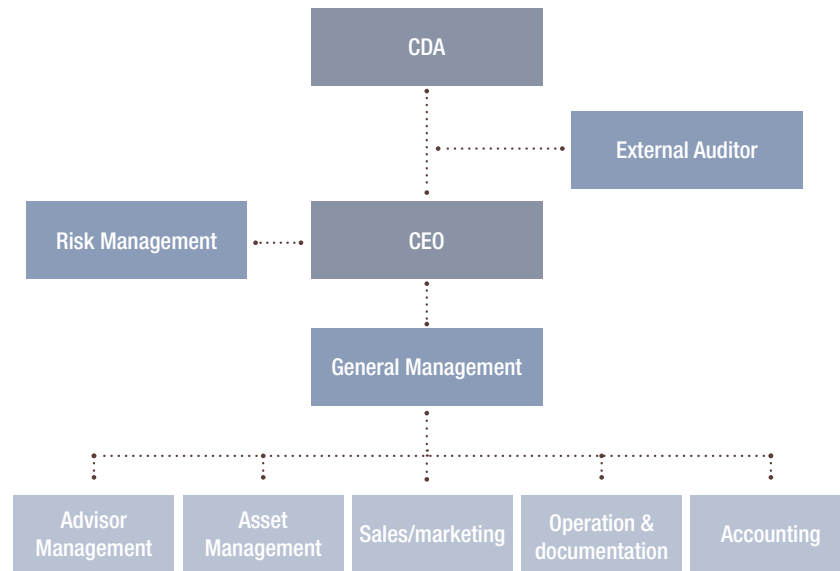 CDA
External Auditor
Risk Management
CEO
General Management
Advisor
Management
Asset
Management
Sales/marketing
Operation &
documentation
Accounting